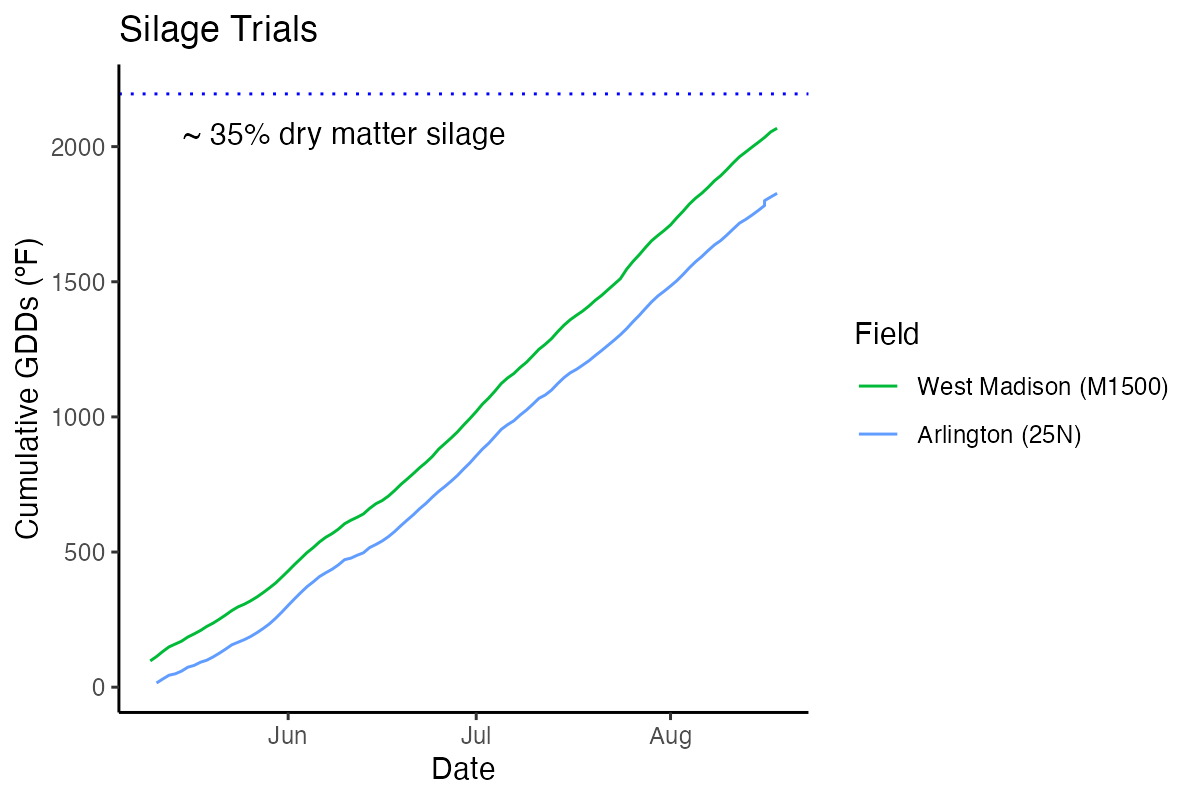 Silage Trials
~ 35% dry matter silage
Cumulative GDDs (°F)
2000
1500
1000
500
0
Jun
Jul
Aug
Date
Field
West Madison (M1500)
Arlington (25N)